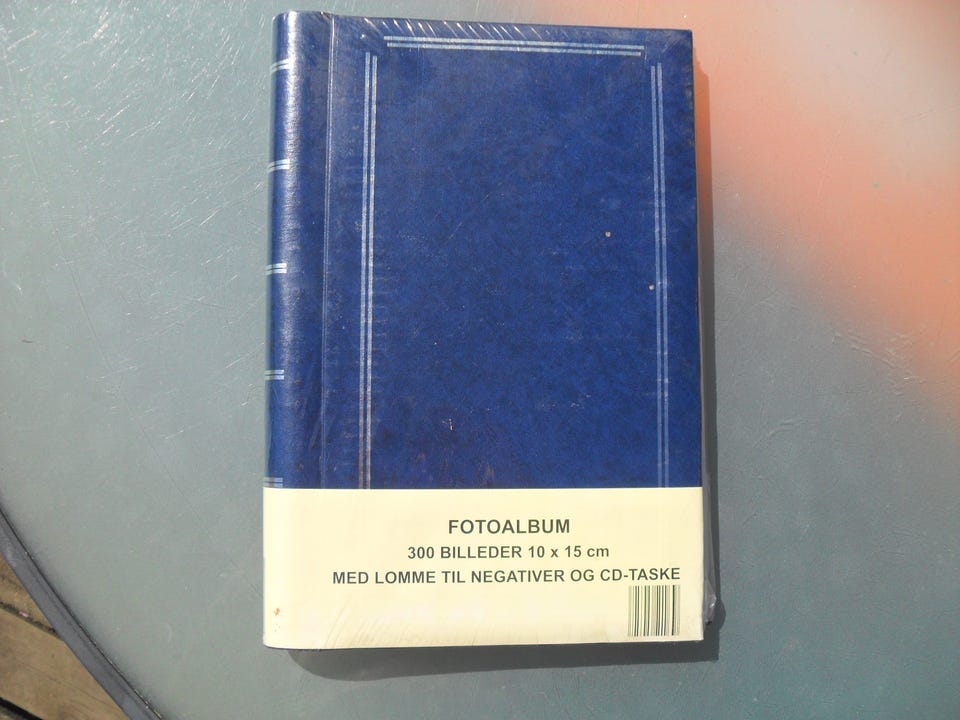 FOTOALBUM
300 BILLEDER 10 x 15 cm
MED LOMME TIL NEGATIVER OG CD-TASKE